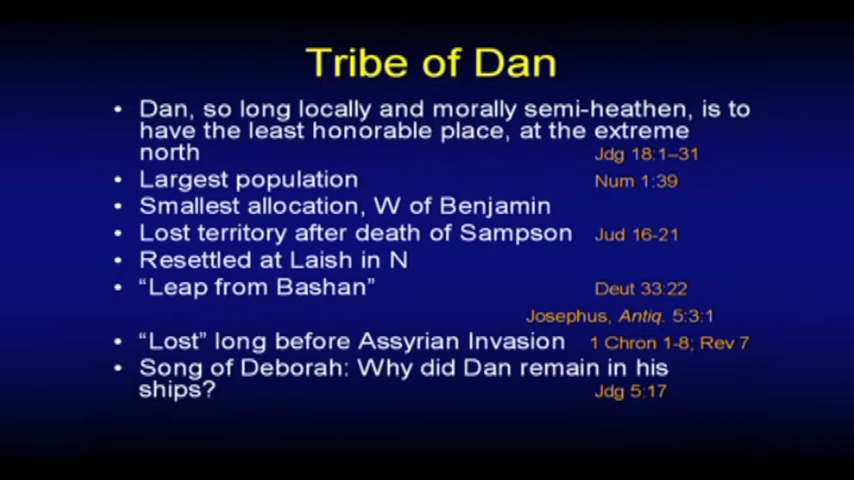 Tribe of Dan
• Dan, so long locally and morally semi-heathen, is to
have the least honorable place, at the extreme
north Jdg 18:1–31
• Largest population Num 1:39
• Smallest allocation, W of Benjamin
• Lost territory after death of Sampson Jud 16-21
• Resettled at Laish in N
• “Leap from Bashan” Deut 33:22
Josephus, Antiq. 5:3:1
• “Lost” long before Assyrian Invasion 1 Chron 1-8; Rev 7
• Song of Deborah: Why did Dan remain in his
ships? Jdg 5:17